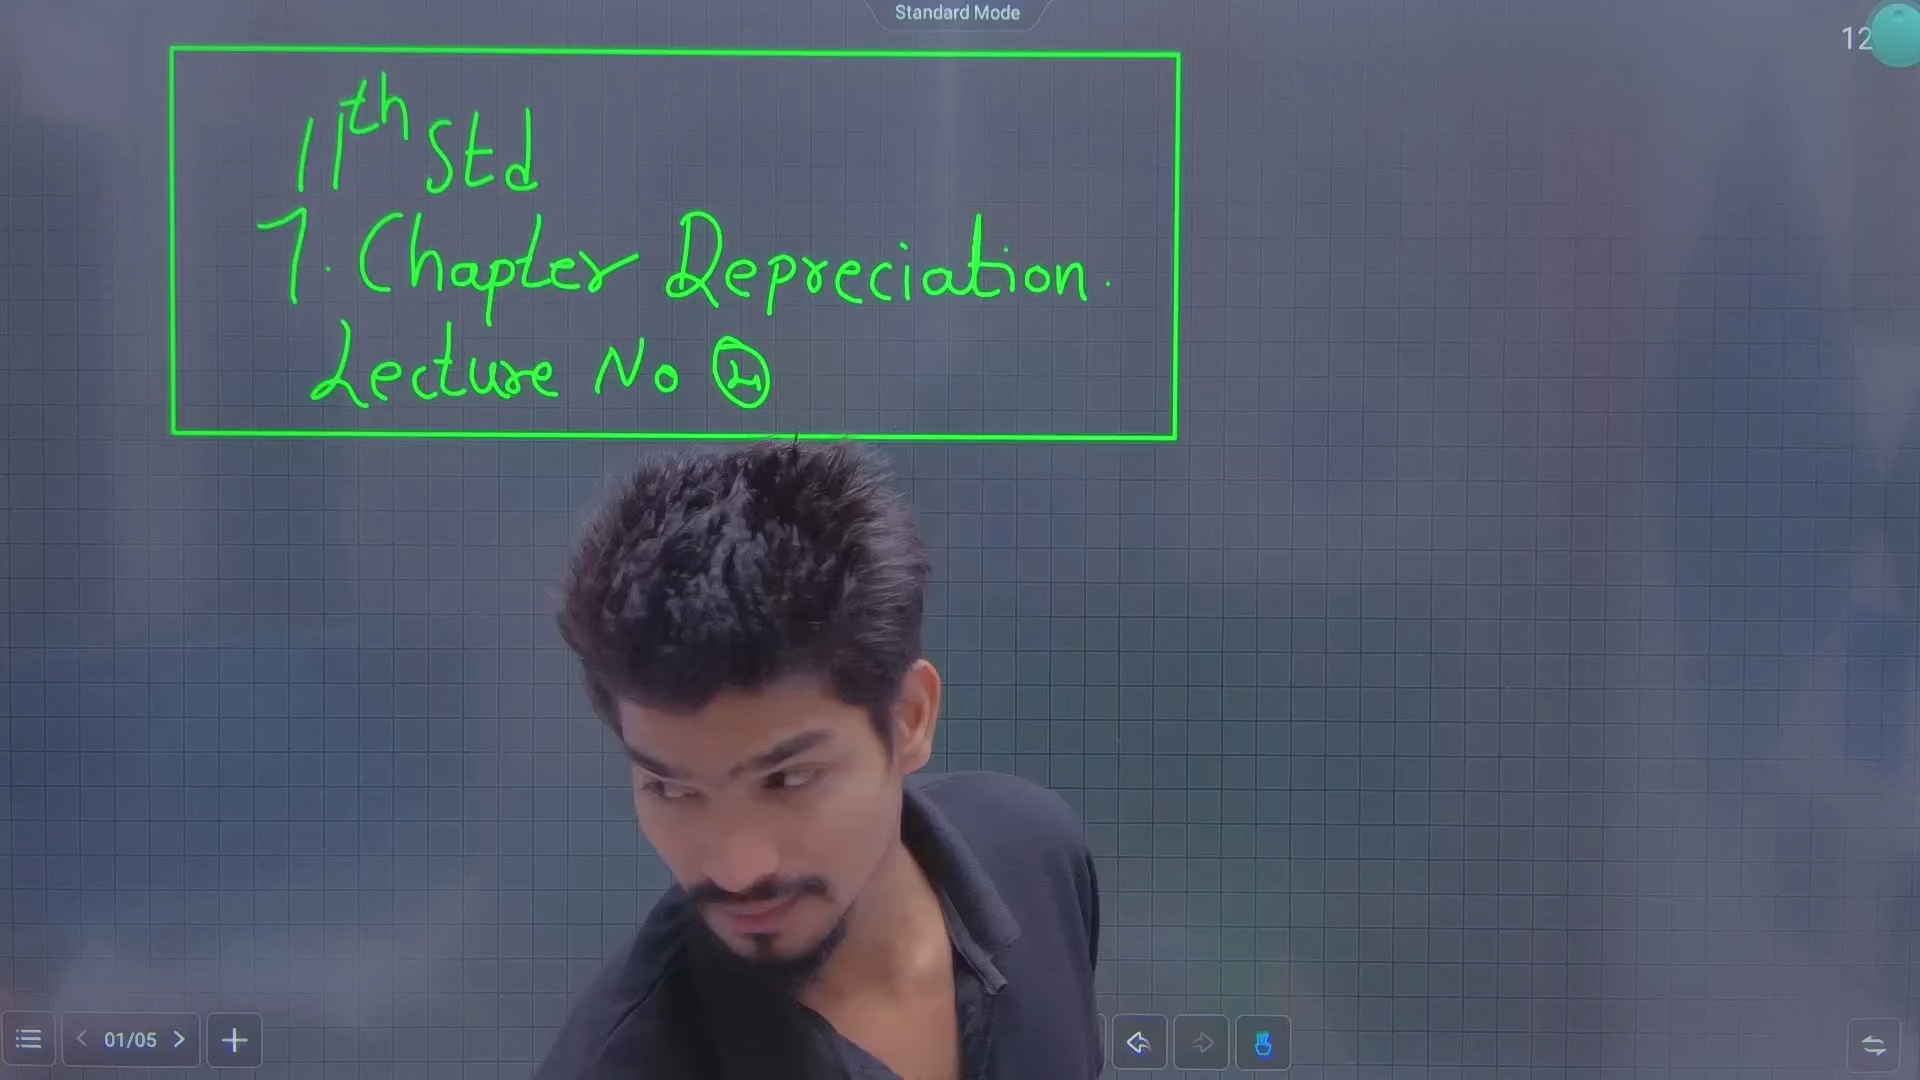 Standard Mode
12
11th Std
7. Chapter Depreciation.
Lecture No 2
01/05